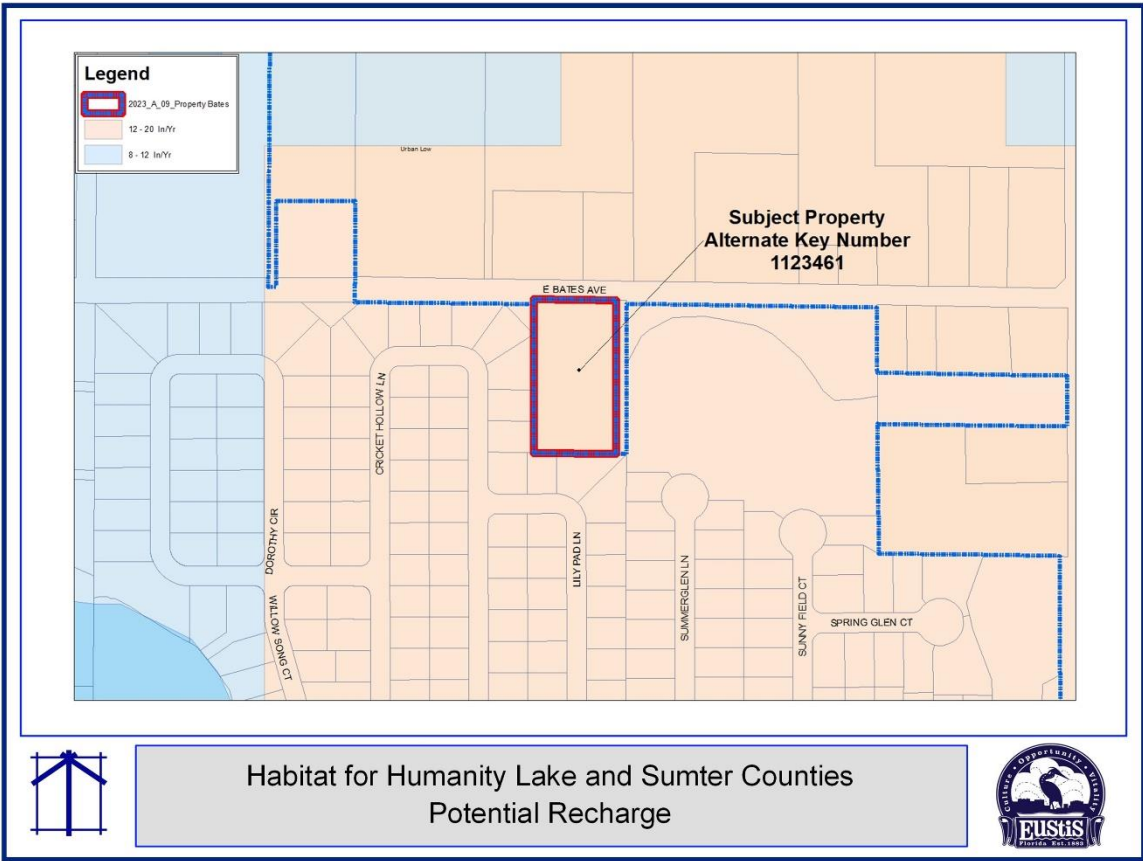 Legend
2023_A_09_Property Bates
12 - 20 In/Yr
8 - 12 In/Yr
Urban Low
Subject Property
Alternate Key Number
1123461
E BATES AVE
CRICKET HOLLOW LN
DOROTHY CIR
WILLOW SONG CT
LILY PAD LN
SUMMERGLEN LN
SUNNY FIELD CT
SPRING GLEN CT
Habitat for Humanity Lake and Sumter Counties
Potential Recharge
Culture • Opportunity • Vitality
EUSTIS
Florida Est. 1883